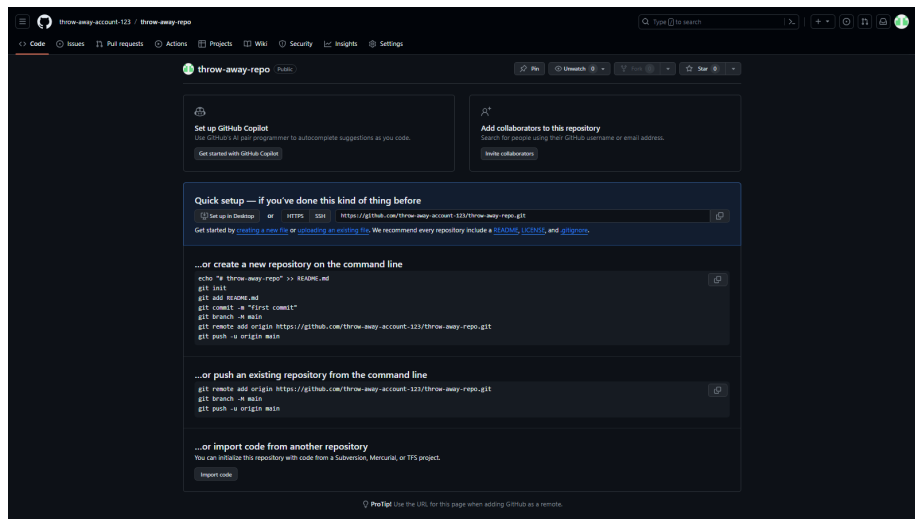 throw-away-account-123 / throw-away-repo
Type / to search
Code Issues Pull requests Actions Projects Wiki Security Insights Settings
throw-away-repo Public
Pin Unwatch 0 Fork Star 0
Set up GitHub Copilot
Use GitHub's AI pair programmer to autocomplete suggestions as you code.
Get started with GitHub Copilot
Add collaborators to this repository
Search for people using their GitHub username or email address.
Invite collaborators
Quick setup — if you've done this kind of thing before
Set up in Desktop or HTTPS SSH https://github.com/throw-away-account-123/throw-away-repo.git
Get started by creating a new file or uploading an existing file. We recommend every repository include a README, LICENSE, and .gitignore.
...or create a new repository on the command line
echo "# throw-away-repo" >> README.md
git init
git add README.md
git commit -m "first commit"
git branch -M main
git remote add origin https://github.com/throw-away-account-123/throw-away-repo.git
git push -u origin main
...or push an existing repository from the command line
git remote add origin https://github.com/throw-away-account-123/throw-away-repo.git
git branch -M main
git push -u origin main
...or import code from another repository
You can initialize this repository with code from a Subversion, Mercurial, or TFS project.
Import code
ProTip! Use the URL for this page when adding GitHub as a remote.